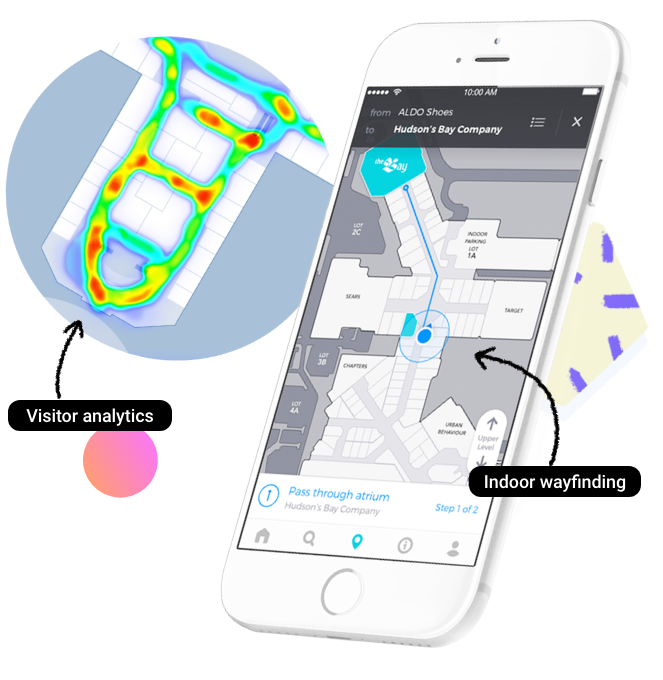 10:00 AM
from ALDO Shoes
to Hudson's Bay Company
the Bay
LOT
2C
INDOOR
PARKING
LOT
1A
SEARS
TARGET
LOT
3B
CHAPTERS
LOT
4A
URBAN
BEHAVIOUR
Upper
Level
Visitor analytics
Indoor wayfinding
Pass through atrium
Hudson's Bay Company
Step 1 of 2